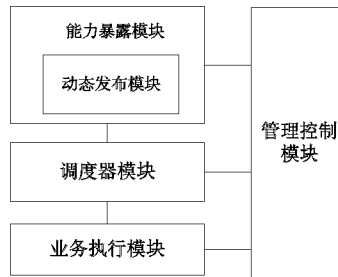 能力暴露模块
动态发布模块
调度器模块
业务执行模块
管理控制
模块